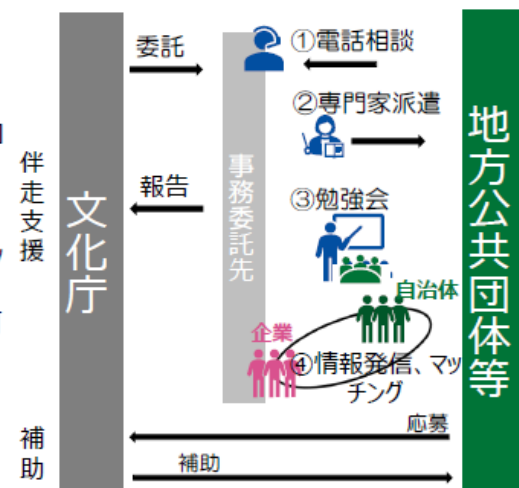 伴走支援
補助
文化庁
委託
報告
事務委託先
①電話相談
②専門家派遣
③勉強会
自治体
企業
④情報発信、マッ
チング
応募
補助
地方公共団体等